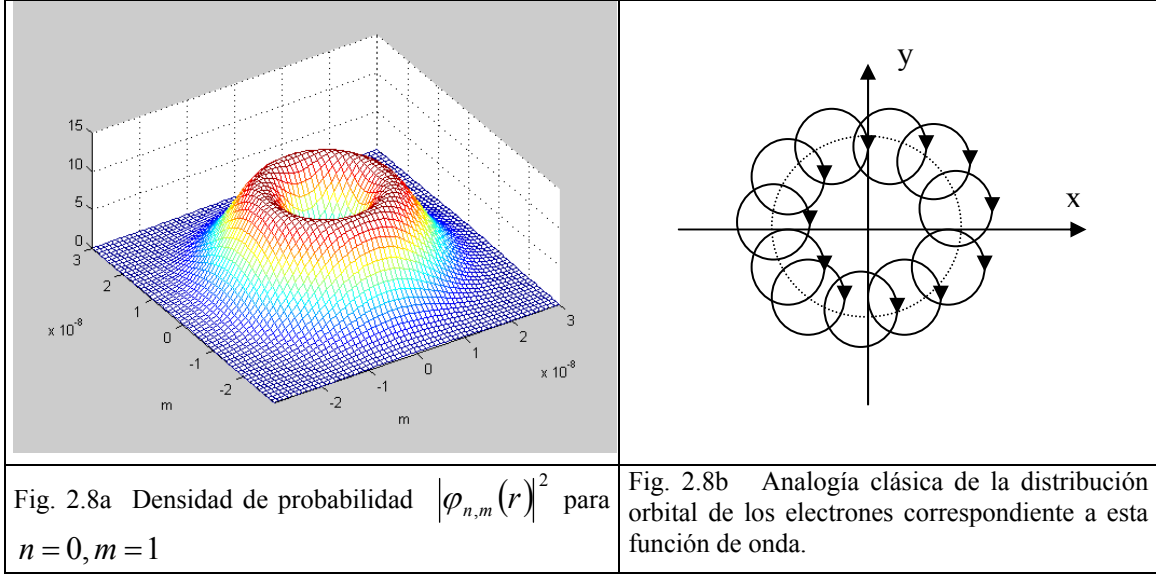 15
10
5
0
3
2
1
0
-1
-2
x 10^-8
m
3
2
1
0
-1
-2
x 10^-8
m
y
x
Fig. 2.8a Densidad de probabilidad |φ_{n,m}(r)|^2 para
n = 0, m = 1
Fig. 2.8b Analogía clásica de la distribución
orbital de los electrones correspondiente a esta
función de onda.